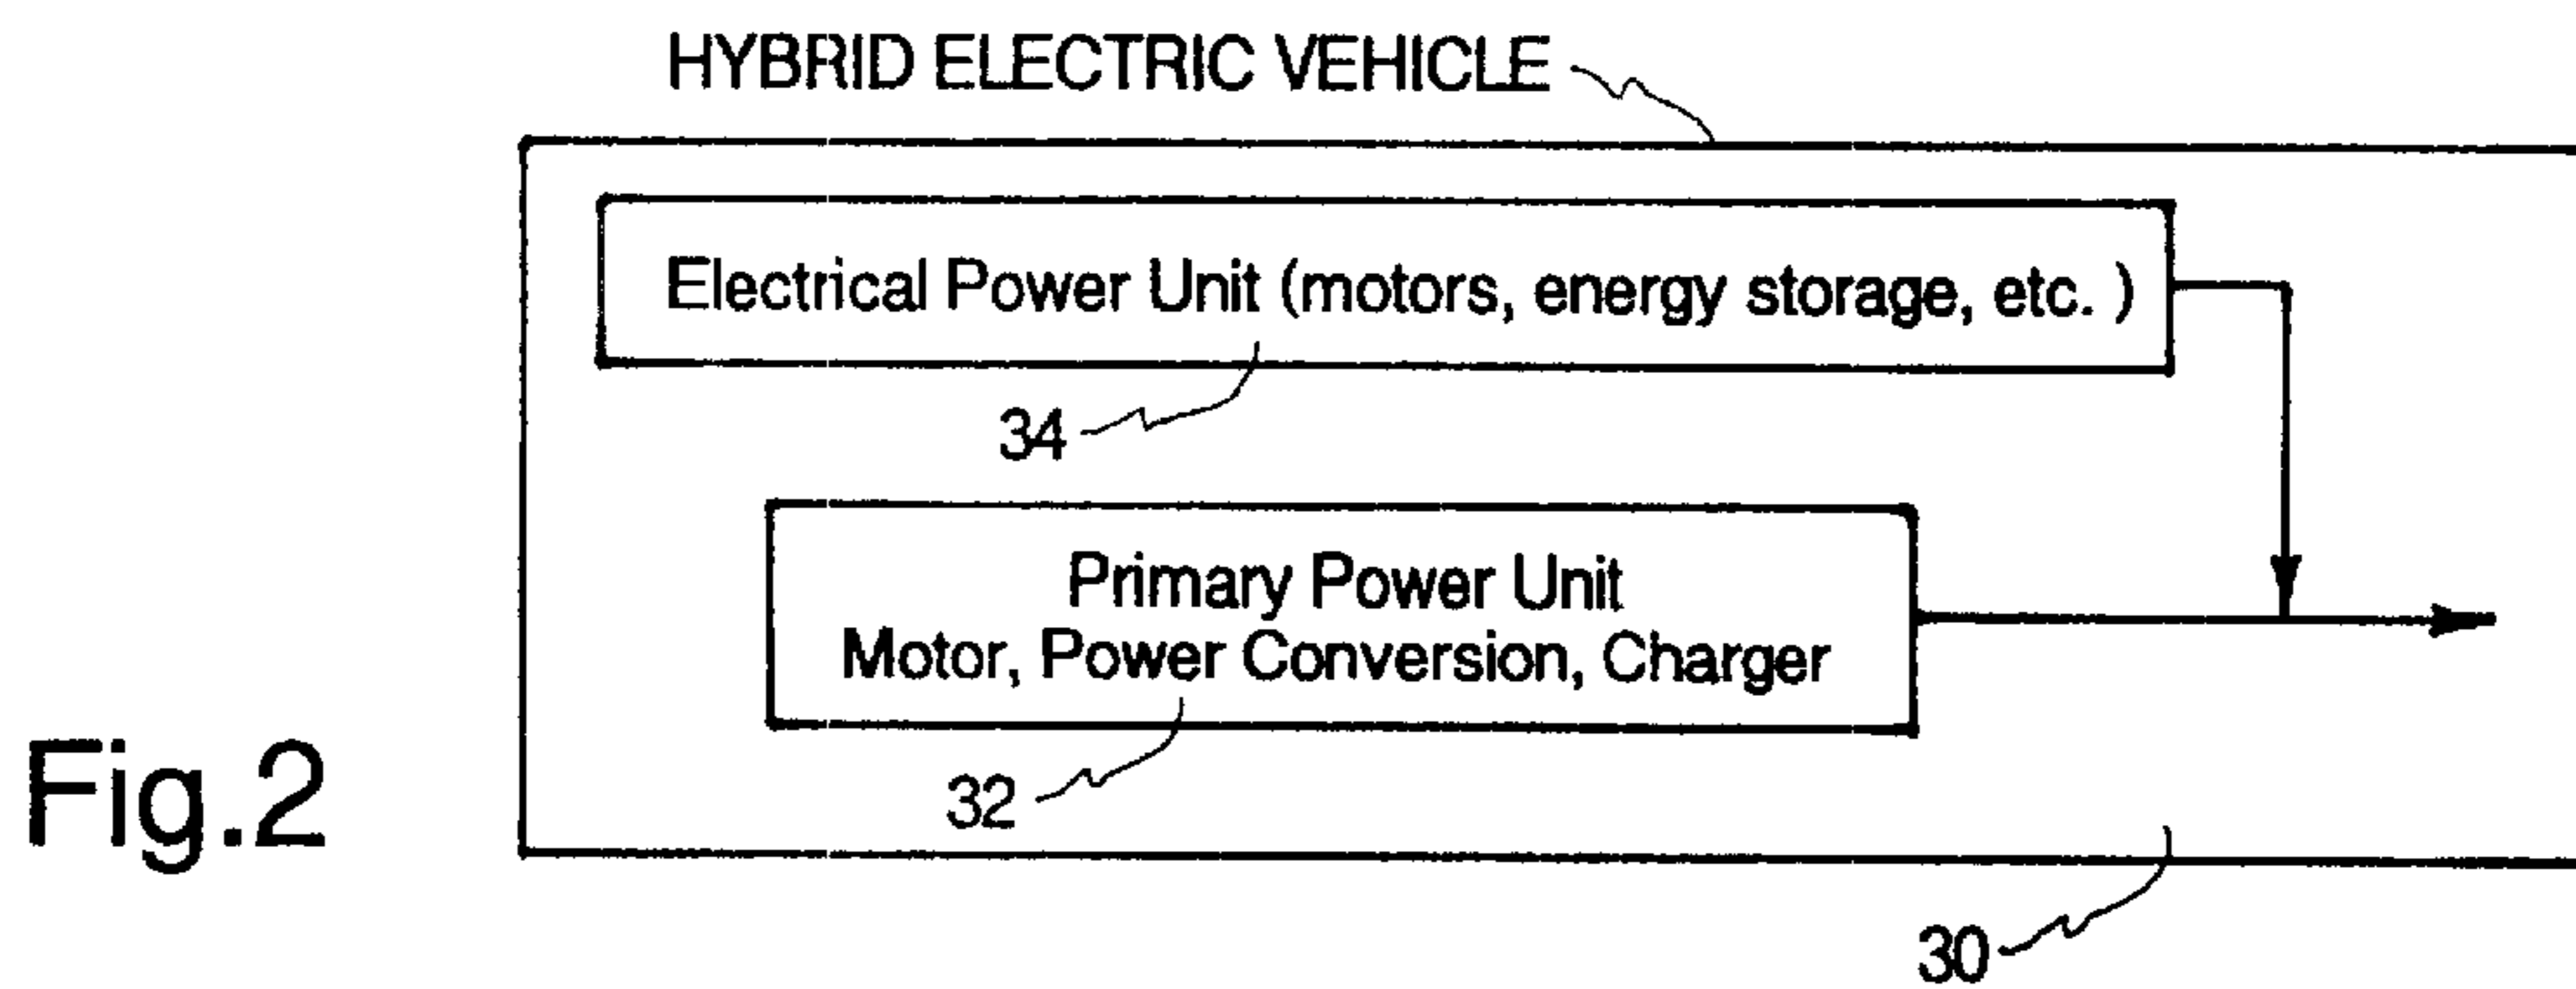 HYBRID ELECTRIC VEHICLE
Electrical Power Unit (motors, energy storage, etc. )
34
Primary Power Unit
Motor, Power Conversion, Charger
32
Fig.2
30